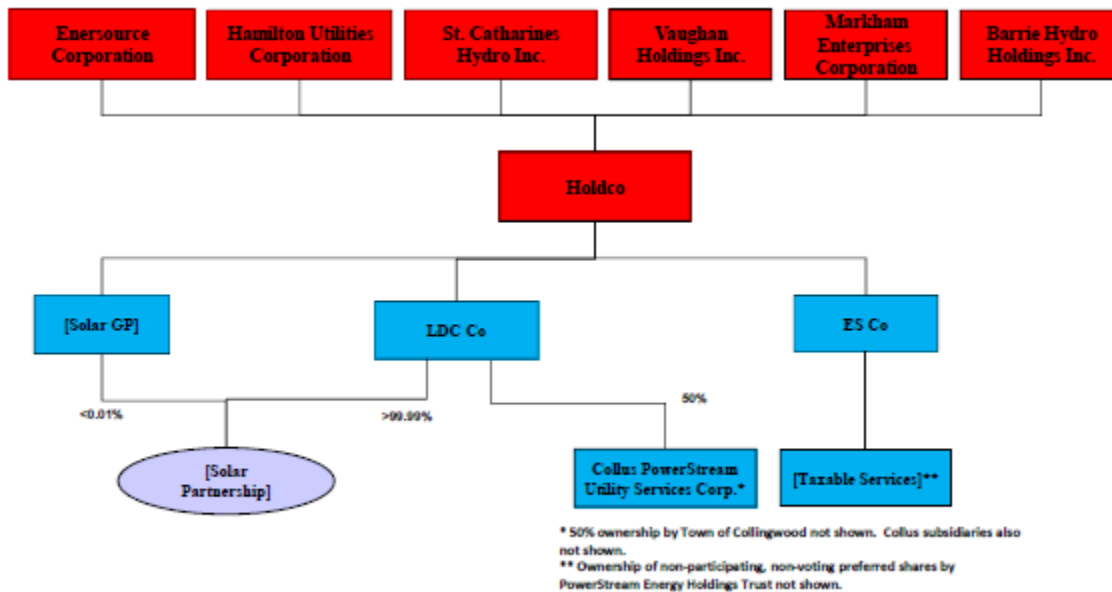 Enersource
Corporation
Hamilton Utilities
Corporation
St. Catharines
Hydro Inc.
Vaughan
Holdings Inc.
Markham
Enterprises
Corporation
Barrie Hydro
Holdings Inc.
Holdco
[Solar GP]
LDC Co
ES Co
<0.01%
>99.99%
50%
[Solar
Partnership]
Collus PowerStream
Utility Services Corp.*
[Taxable Services]**
* 50% ownership by Town of Collingwood not shown. Collus subsidiaries also
not shown.
** Ownership of non-participating, non-voting preferred shares by
PowerStream Energy Holdings Trust not shown.